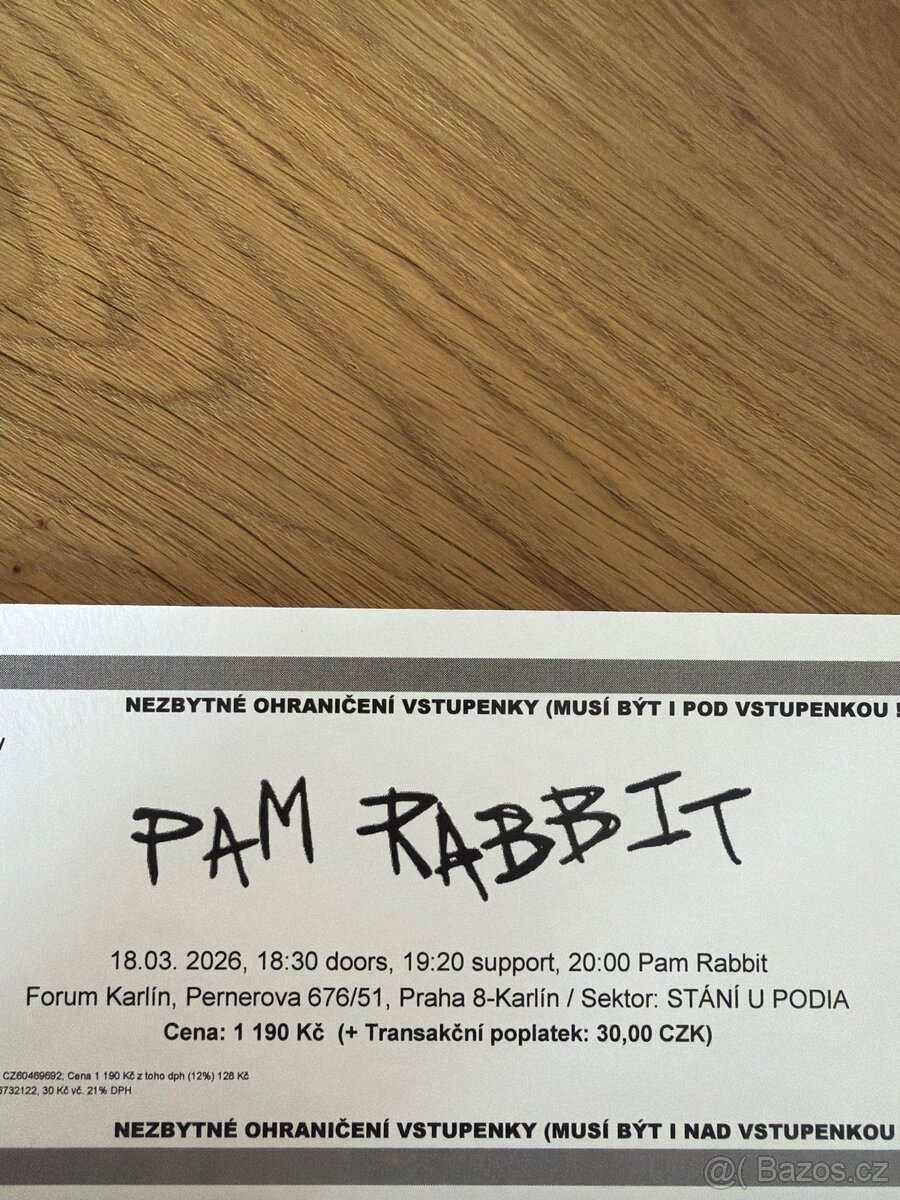 NEZBYTNÉ OHRANIČENÍ VSTUPENKY (MUSÍ BÝT I POD VSTUPENKOU !
PAM RABBIT
18.03. 2026, 18:30 doors, 19:20 support, 20:00 Pam Rabbit
Forum Karlín, Pernerova 676/51, Praha 8-Karlín / Sektor: STÁNÍ U PODIA
Cena: 1 190 Kč (+ Transakční poplatek: 30,00 CZK)
CZ60469692, Cena 1 190 Kč z toho dph (12%) 128 Kč
3732122, 30 Kč vč. 21% DPH
NEZBYTNÉ OHRANIČENÍ VSTUPENKY (MUSÍ BÝT I NAD VSTUPENKOU
@( Bazos.cz